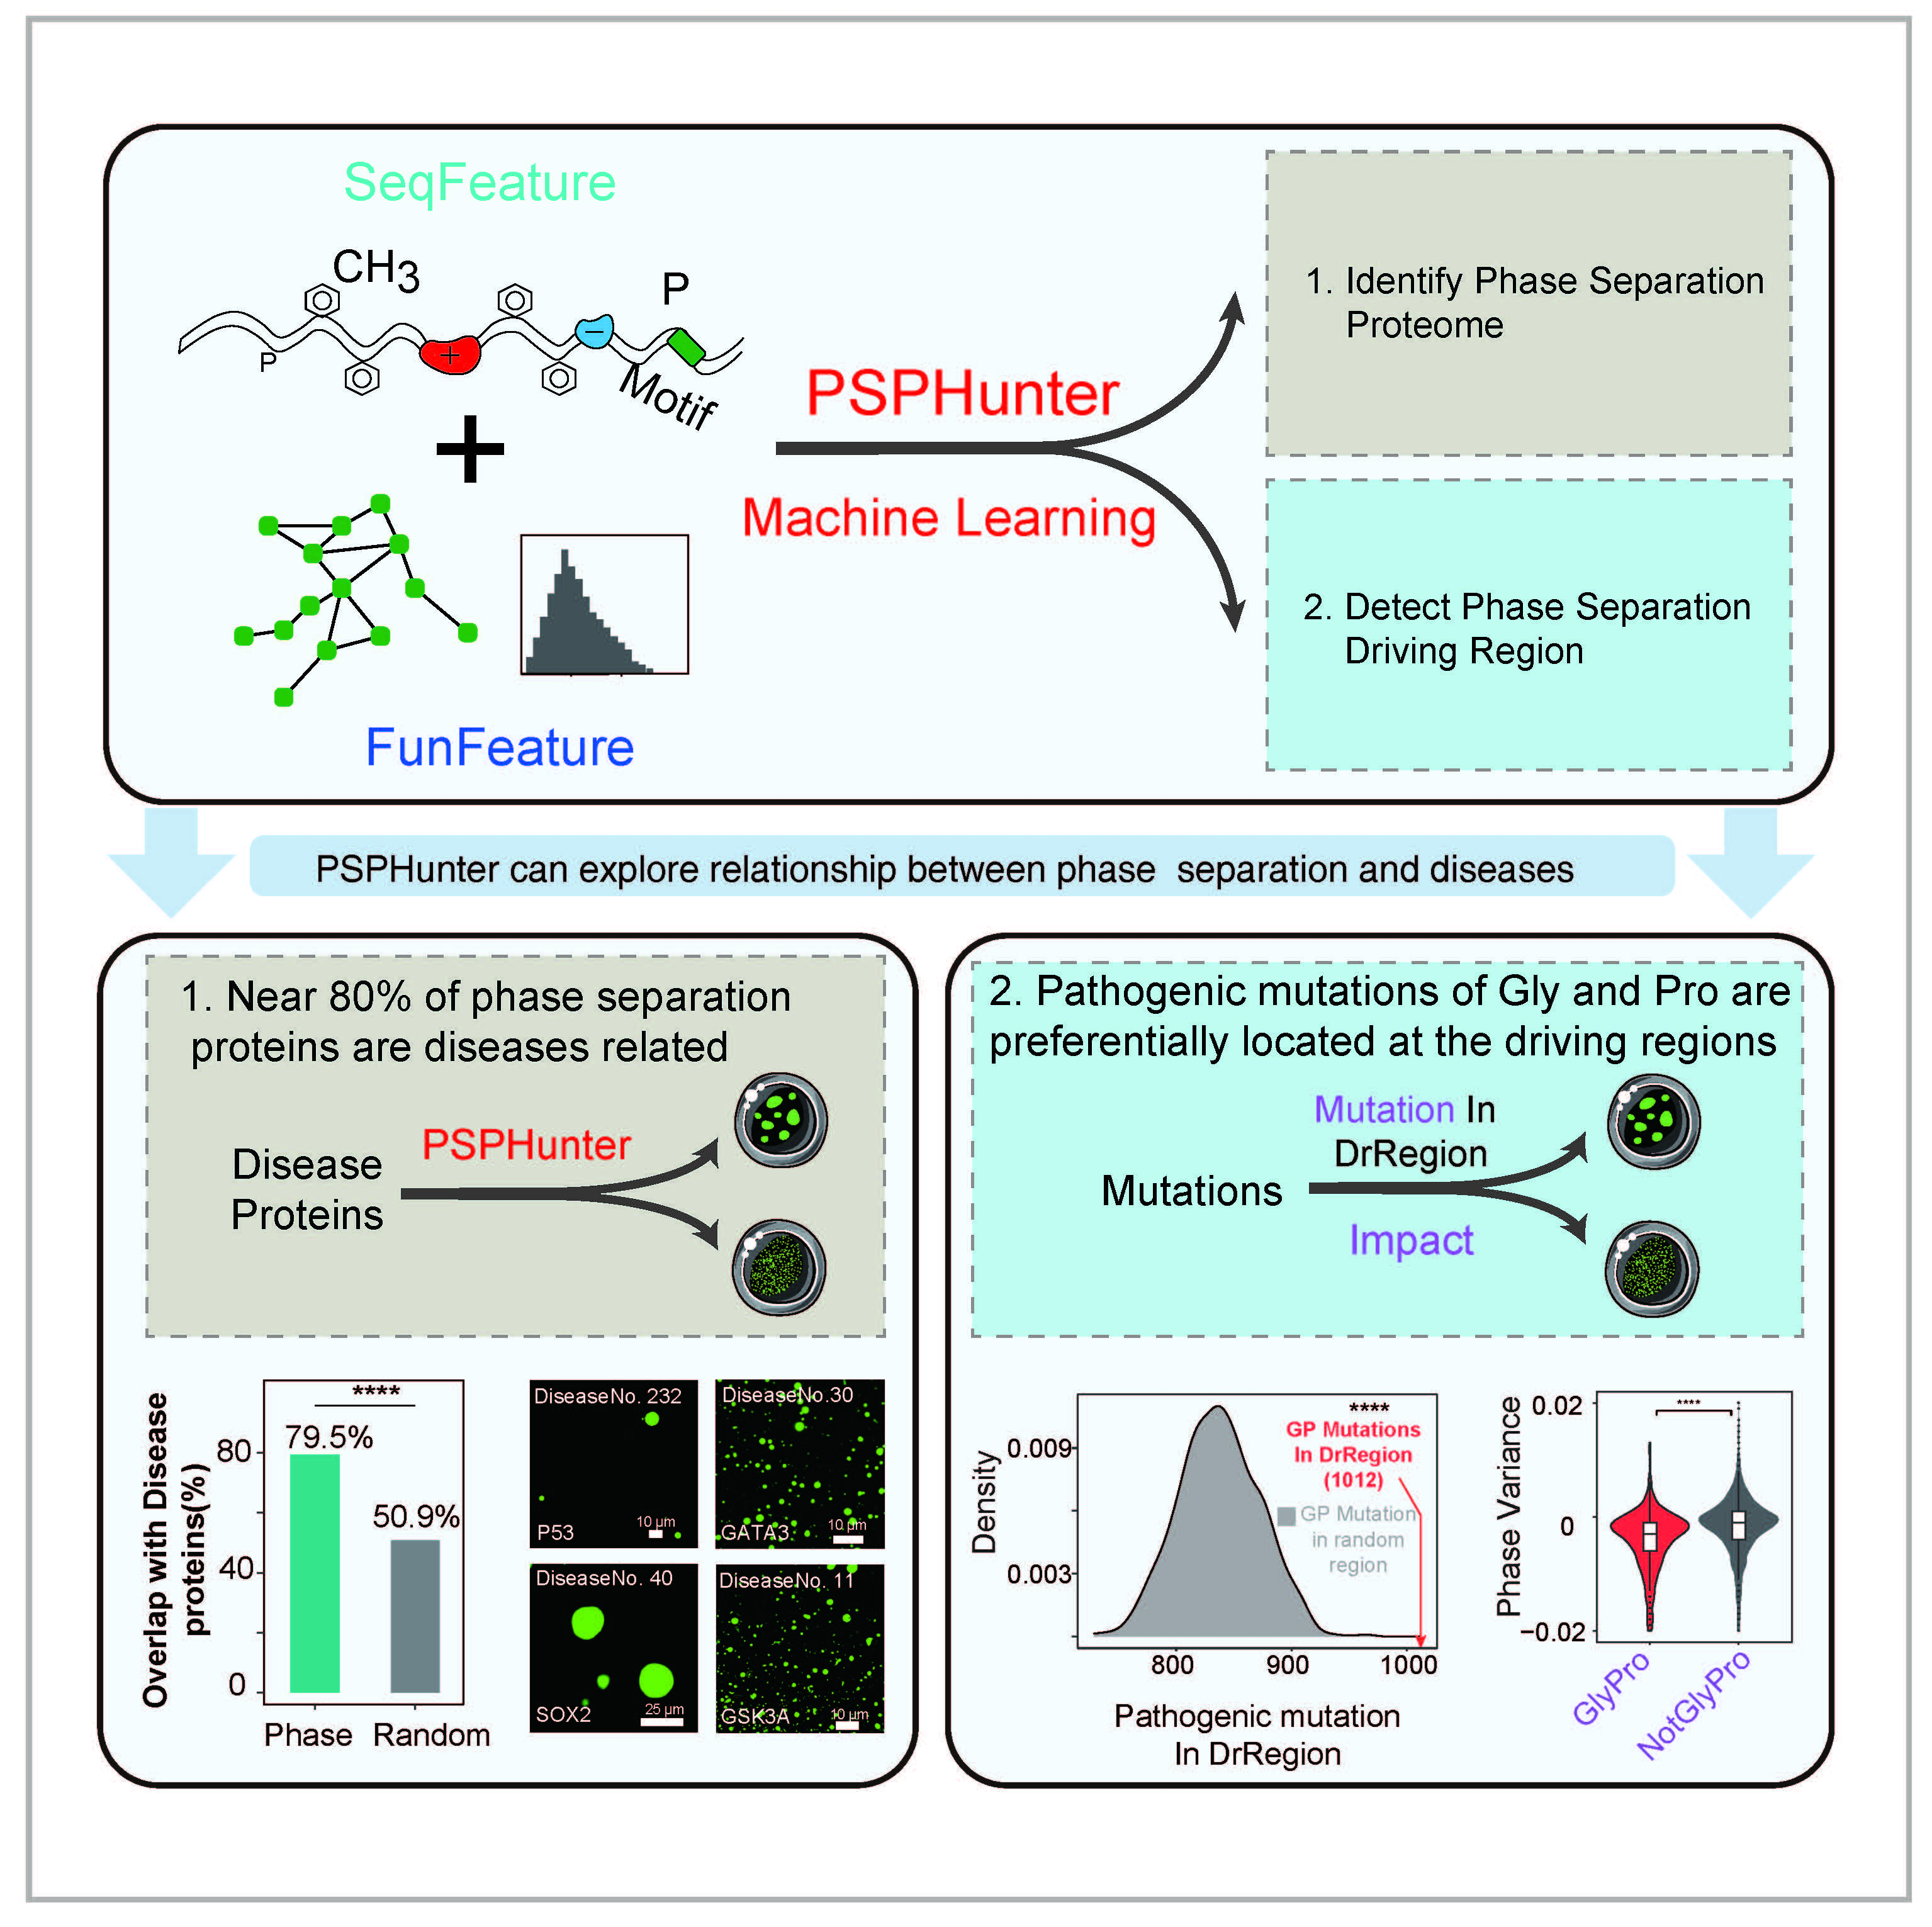 SeqFeature
CH3
P
P
Motif
+
−
+
FunFeature
PSPHunter
Machine Learning
1. Identify Phase Separation
Proteome
2. Detect Phase Separation
Driving Region
PSPHunter can explore relationship between phase separation and diseases
1. Near 80% of phase separation
proteins are diseases related
Disease
Proteins
PSPHunter
Overlap with Disease
proteins(%)
80
40
0
****
79.5%
50.9%
Phase
Random
DiseaseNo. 232
P53
10 µm
DiseaseNo.30
GATA3
10 µm
DiseaseNo. 40
SOX2
25 µm
DiseaseNo. 11
GSK3A
10 µm
2. Pathogenic mutations of Gly and Pro are
preferentially located at the driving regions
Mutations
Mutation In
DrRegion
Impact
Density
0.009
0.003
****
GP Mutations
In DrRegion
(1012)
GP Mutation
in random
region
800
900
1000
Pathogenic mutation
In DrRegion
Phase Variance
0.02
0
−0.02
****
GlyPro
NotGlyPro